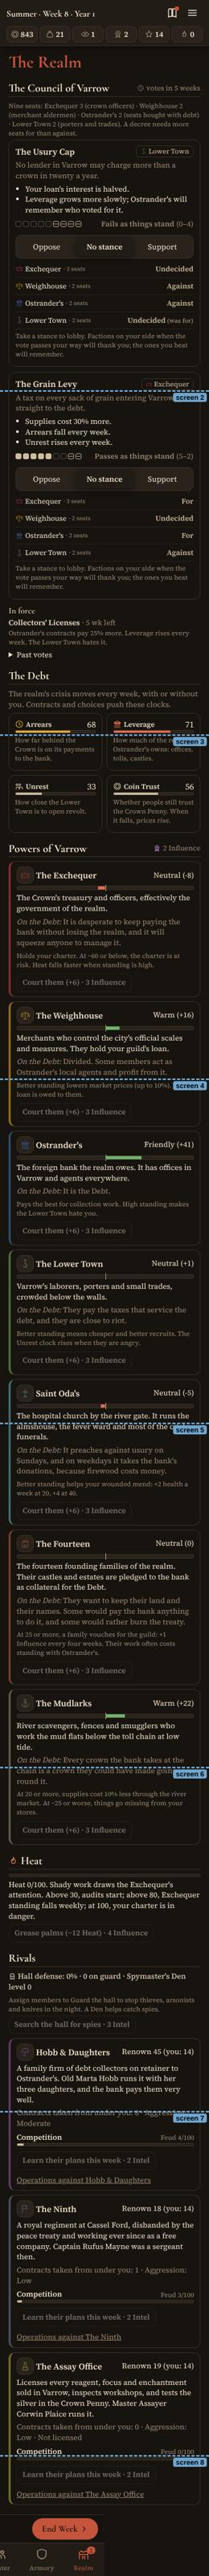 Summer · Week 8 · Year 1
843 21 1 2 14 0
The Realm
The Council of Varrow
votes in 5 weeks
Nine seats: Exchequer 3 (crown officers) · Weighhouse 2
(merchant aldermen) · Ostrander's 2 (seats bought with debt)
· Lower Town 2 (porters and trades). A decree needs more
seats for than against.
The Usury Cap
Lower Town
No lender in Varrow may charge more than a
crown in twenty a year.
• Your loan's interest is halved.
• Leverage grows more slowly; Ostrander's will
remember who voted for it.
Fails as things stand (0–4)
Oppose No stance Support
Exchequer · 3 seats Undecided
Weighhouse · 2 seats Against
Ostrander's · 2 seats Against
Lower Town · 2 seats Undecided (was for)
Take a stance to lobby. Factions on your side when the
vote passes your way will thank you; the ones you beat
will remember.
The Grain Levy
Exchequer
screen 2
A tax on every sack of grain entering Varrow
straight to the debt.
• Supplies cost 30% more.
• Arrears fall every week.
• Unrest rises every week.
Passes as things stand (5–2)
Oppose No stance Support
Exchequer · 3 seats For
Weighhouse · 2 seats Undecided
Ostrander's · 2 seats For
Lower Town · 2 seats Against
Take a stance to lobby. Factions on your side when the
vote passes your way will thank you; the ones you beat
will remember.
In force
Collectors' Licenses · 5 wk left
Ostrander's contracts pay 25% more. Leverage rises every
week. The Lower Town hates it.
Past votes
The Debt
The realm's crisis moves every week, with or without
you. Contracts and choices push these clocks.
Arrears 68
Leverage 71
screen 3
How far behind the
Crown is on its payments
to the bank.
How much of the
Ostrander's owns: offices,
tolls, castles.
Unrest 33
Coin Trust 56
How close the Lower
Town is to open revolt.
Whether people still trust
the Crown Penny. When
it falls, prices rise.
Powers of Varrow
2 Influence
The Exchequer Neutral (-8)
The Crown's treasury and officers, effectively the
government of the realm.
On the Debt: It is desperate to keep paying the
bank without losing the realm, and it will
squeeze anyone to manage it.
Holds your charter. At −60 or below, the charter is at
risk. Heat falls faster when standing is high.
Court them (+6) · 3 Influence
The Weighhouse Warm (+16)
Merchants who control the city's official scales
and measures. They hold your guild's loan.
On the Debt: Divided. Some members act as
Ostrander's local agents and profit from it.
screen 4
Better standing lowers market prices (up to 10%).
loan is owed to them.
Court them (+6) · 3 Influence
Ostrander's Friendly (+41)
The foreign bank the realm owes. It has offices in
Varrow and agents everywhere.
On the Debt: It is the Debt.
Pays the best for collection work. High standing makes
the Lower Town hate you.
Court them (+6) · 3 Influence
The Lower Town Neutral (+1)
Varrow's laborers, porters and small trades,
crowded below the walls.
On the Debt: They pay the taxes that service the
debt, and they are close to riot.
Better standing means cheaper and better recruits. The
Unrest clock rises when they are angry.
Court them (+6) · 3 Influence
Saint Oda's Neutral (-5)
The hospital church by the river gate. It runs the
almshouse, the fever ward and most of the
screen 5
funerals.
On the Debt: It preaches against usury on
Sundays, and on weekdays it takes the bank's
donations, because firewood costs money.
Better standing helps your wounded mend: +2 health a
week at 20, +4 at 40.
Court them (+6) · 3 Influence
The Fourteen Neutral (0)
The fourteen founding families of the realm.
Their castles and estates are pledged to the bank
as collateral of the Debt.
On the Debt: They want to keep their land and
their names. Some would pay the bank anything
to do it, and some would rather burn the treaty.
At 25 or more, a family vouches for the guild: +1
Influence every four weeks. Their work often costs
standing with Ostrander's.
Court them (+6) · 3 Influence
The Mudlarks Warm (+22)
River scavengers, fences and smugglers who
work the mud flats below the toll chain at low
tide.
On the Debt: Every crown the bank takes at the
screen 6
chain is a crown they could have made going
round it.
At 20 or more, supplies cost 10% less through the river
market. At −25 or worse, things go missing from your
stores.
Court them (+6) · 3 Influence
Heat
Heat 0/100. Shady work draws the Exchequer's
attention. Above 30, audits start; above 80, Exchequer
standing falls weekly; at 100, your charter is in
danger.
Grease palms (−12 Heat) · 4 Influence
Rivals
Hall defense: 0% · 0 on guard · Spymaster's Den
level 0
Assign members to Guard the hall to stop thieves, arsonists
and knives in the night. A Den helps catch spies.
Search the hall for spies · 3 Intel
Hobb & Daughters Renown 45 (you: 14)
A family firm of debt collectors on retainer to
Ostrander's. Old Marta Hobb runs it with her
three daughters, and the bank pays them
well.
Contracts taken from under you: 0 · Aggression:
screen 7
Moderate
Competition Feud 4/100
Learn their plans this week · 2 Intel
Operations against Hobb & Daughters
The Ninth Renown 18 (you: 14)
A royal regiment at Cassel Ford, disbanded by the
peace treaty and working ever since as a free
company. Captain Rufus Mayne was its sergeant
then.
Contracts taken from under you: 1 · Aggression:
Low
Competition Feud 3/100
Learn their plans this week · 2 Intel
Operations against The Ninth
The Assay Office Renown 19 (you: 14)
Licenses every reagent, focus and enchantment
sold in Varrow, inspects workshops, and tests the
silver in the Crown Penny. Master Assayer
Corwin Plaice runs it.
Contracts taken from under you: 0 · Aggression:
Low · Not licensed
Competition Feud 0/100
screen 8
Learn their plans this week · 2 Intel
Operations against The Assay Office
End Week
Armory Realm